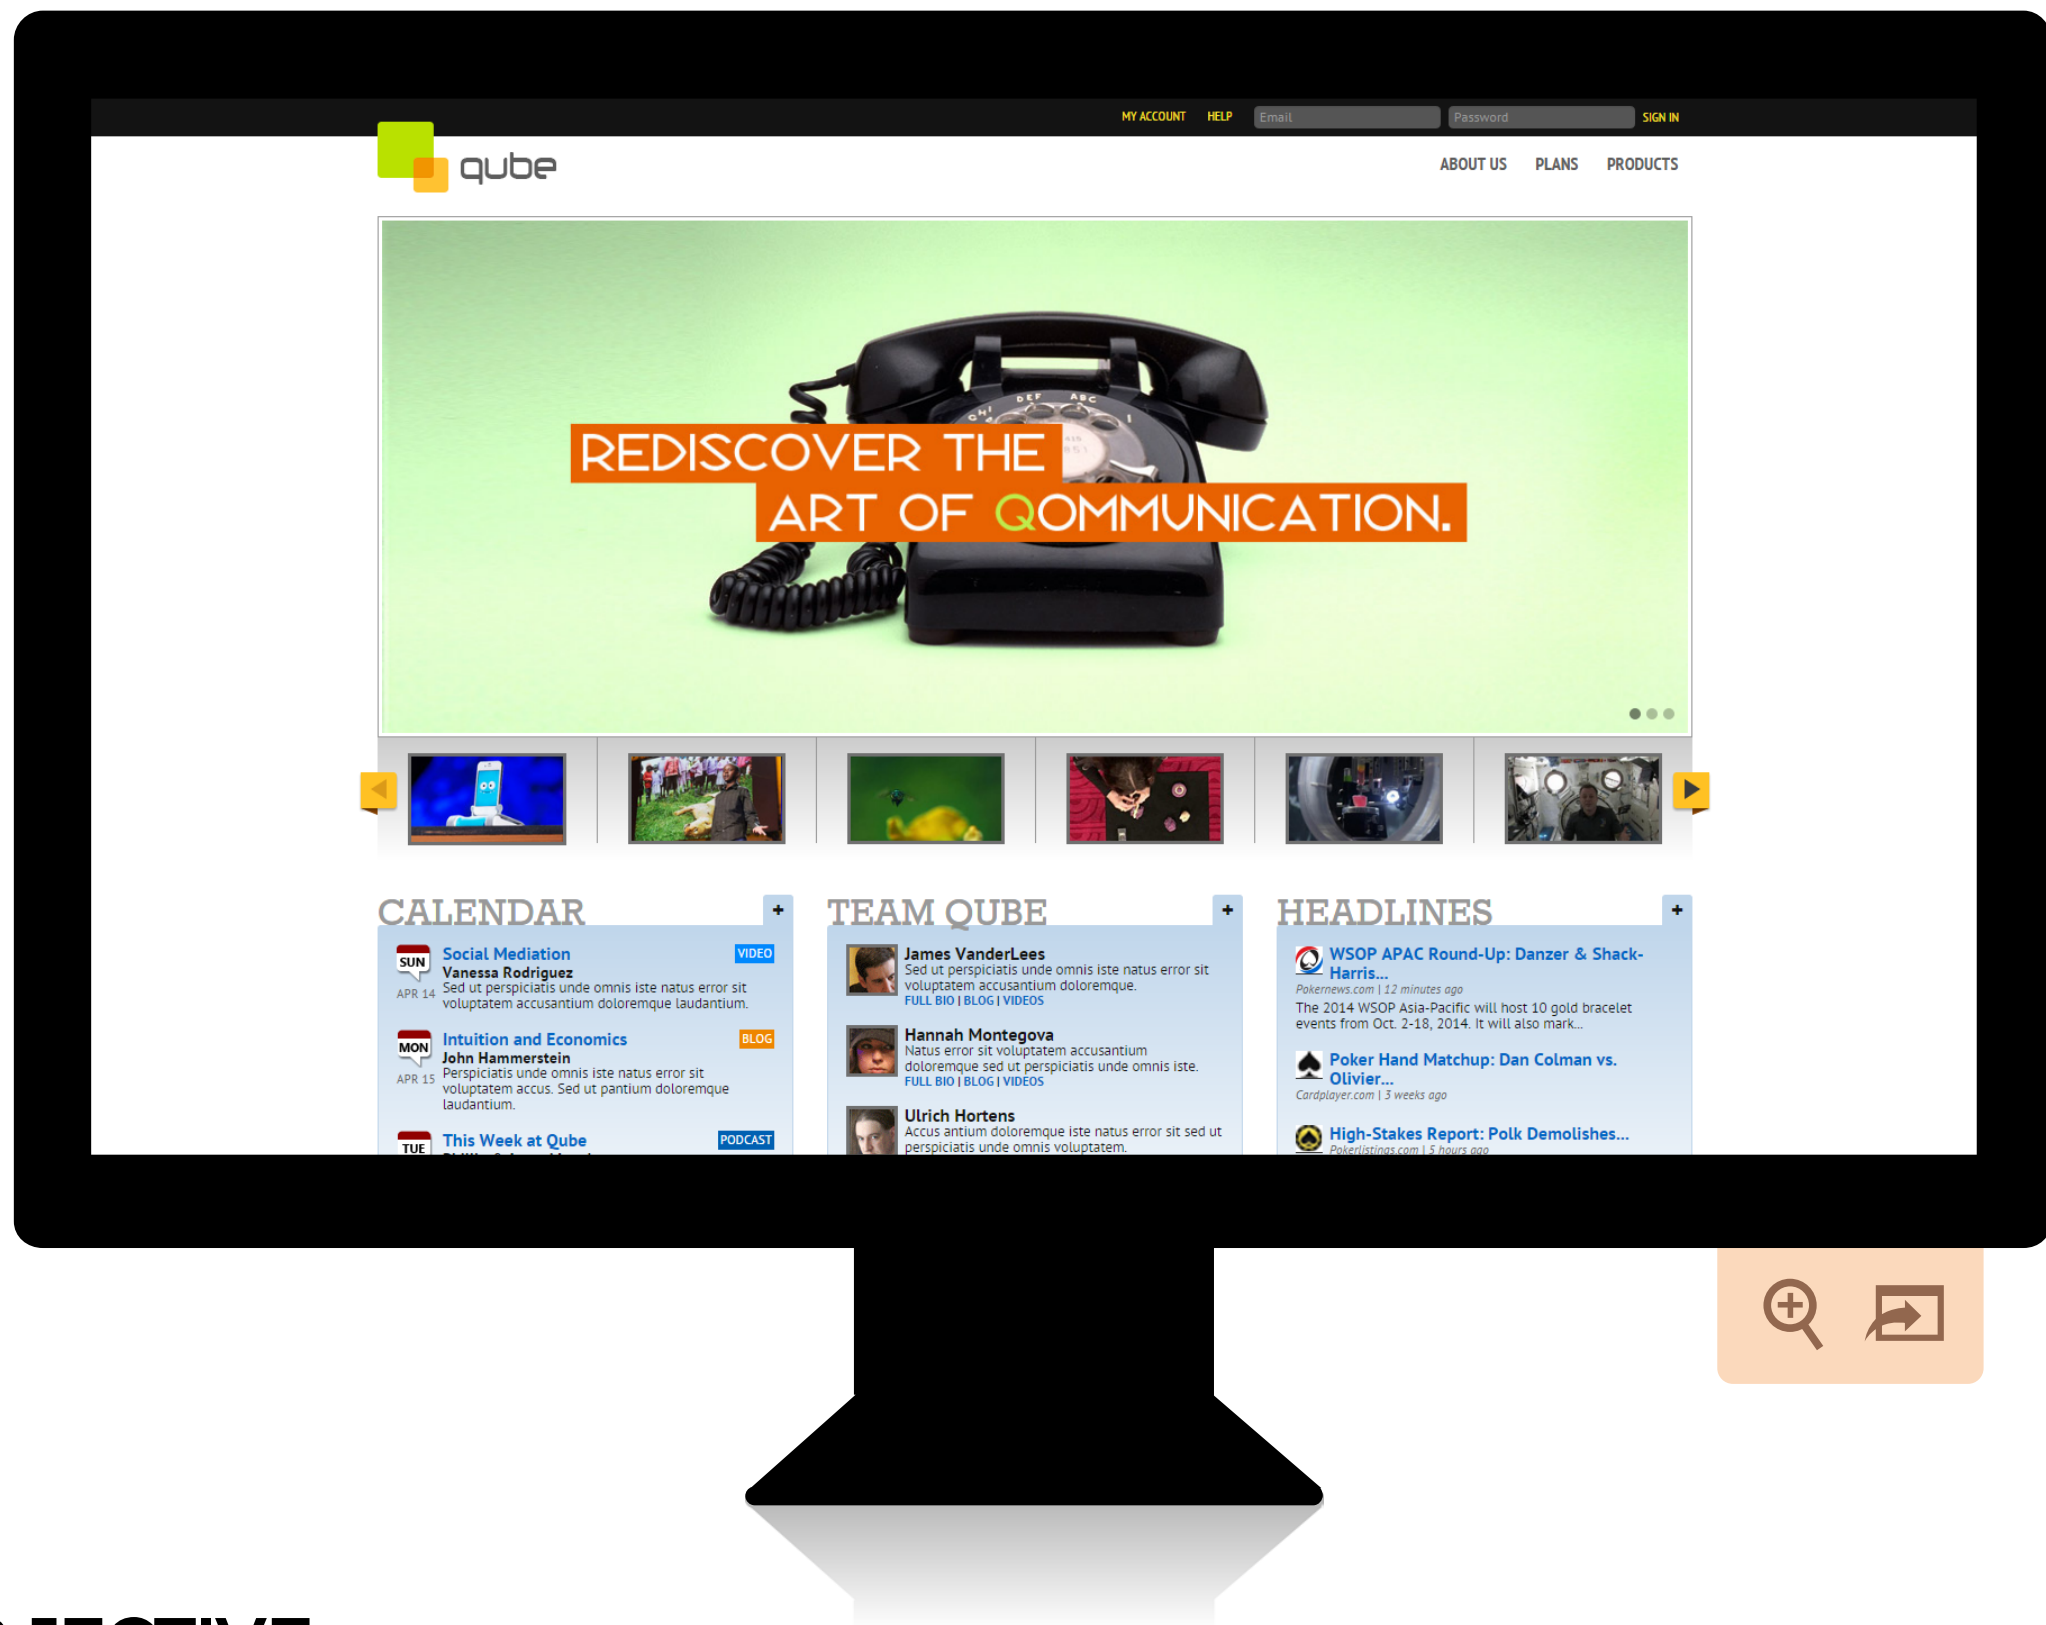 MY ACCOUNT HELP Email Password SIGN IN
qube
ABOUT US PLANS PRODUCTS
GHI DEF ABC
REDISCOVER THE
ART OF QOMMUNICATION.
CALENDAR +
SUN
APR 14
Social Mediation VIDEO
Vanessa Rodriguez
Sed ut perspiciatis unde omnis iste natus error sit
voluptatem accusantium doloremque laudantium.
MON
APR 15
Intuition and Economics BLOG
John Hammerstein
Perspiciatis unde omnis iste natus error sit
voluptatem accus. Sed ut pantium doloremque
laudantium.
TUE
This Week at Qube PODCAST
TEAM QUBE +
James VanderLees
Sed ut perspiciatis unde omnis iste natus error sit
voluptatem accusantium doloremque.
FULL BIO | BLOG | VIDEOS
Hannah Montegova
Natus error sit voluptatem accusantium
doloremque sed ut perspiciatis unde omnis iste.
FULL BIO | BLOG | VIDEOS
Ulrich Hortens
Accus antium doloremque iste natus error sit sed ut
perspiciatis unde omnis voluptatem.
HEADLINES +
WSOP APAC Round-Up: Danzer & Shack-
Harris...
Pokernews.com | 12 minutes ago
The 2014 WSOP Asia-Pacific will host 10 gold bracelet
events from Oct. 2-18, 2014. It will also mark...
Poker Hand Matchup: Dan Colman vs.
Olivier...
Cardplayer.com | 3 weeks ago
High-Stakes Report: Polk Demolishes...
Pokerlistings.com | 5 hours ago